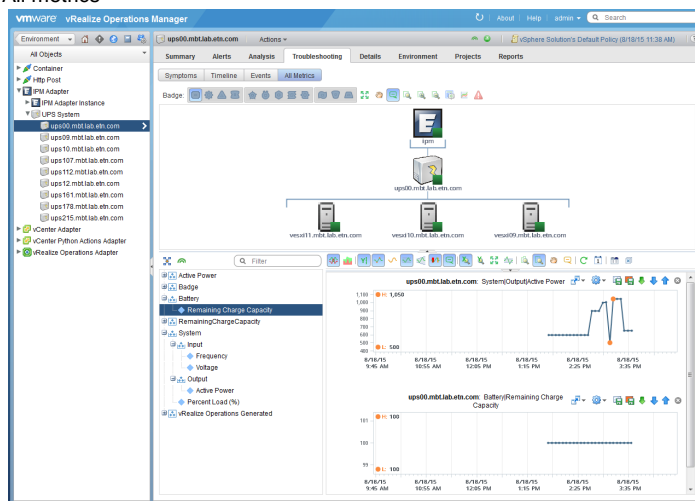 All metrics
vmware vRealize Operations Manager
About Help admin Search
Environment
ups00.mbt.lab.etn.com Actions
vSphere Solution's Default Policy (8/18/15 11:38 AM)
All Objects
Container
Http Post
IPM Adapter
IPM Adapter Instance
UPS System
ups00.mbt.lab.etn.com
ups09.mbt.lab.etn.com
ups10.mbt.lab.etn.com
ups107.mbt.lab.etn.com
ups112.mbt.lab.etn.com
ups12.mbt.lab.etn.com
ups161.mbt.lab.etn.com
ups178.mbt.lab.etn.com
ups215.mbt.lab.etn.com
vCenter Adapter
vCenter Python Actions Adapter
vRealize Operations Adapter
Summary Alerts Analysis Troubleshooting Details Environment Projects Reports
Symptoms Timeline Events All Metrics
Badge:
ipm
ups00.mbt.lab.etn.com
vesxi11.mbt.lab.etn.com vesxi10.mbt.lab.etn.com vesxi09.mbt.lab.etn.com
Filter
Active Power
Badge
Battery
Remaining Charge Capacity
RemainingChargeCapacity
System
Input
Frequency
Voltage
Output
Active Power
Percent Load (%)
vRealize Operations Generated
ups00.mbt.lab.etn.com: System|Output|Active Power
1,100
1,000
900
800
700
600
500
400
H: 1,050
L: 500
8/18/15 8/18/15 8/18/15 8/18/15 8/18/15 8/18/15
9:45 AM 10:55 AM 12:05 PM 1:15 PM 2:25 PM 3:35 PM
ups00.mbt.lab.etn.com: Battery|Remaining Charge
Capacity
101
100
99
H: 100
L: 100
8/18/15 8/18/15 8/18/15 8/18/15 8/18/15 8/18/15
9:45 AM 10:55 AM 12:05 PM 1:15 PM 2:25 PM 3:35 PM